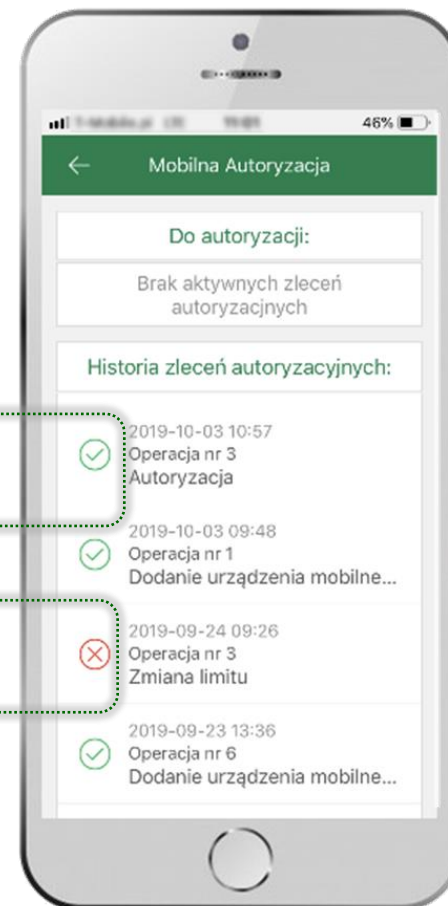 46%
Mobilna Autoryzacja
Do autoryzacji:
Brak aktywnych zleceń
autoryzacjnych
Historia zleceń autoryzacyjnych:
2019-10-03 10:57
Operacja nr 3
Autoryzacja
2019-10-03 09:48
Operacja nr 1
Dodanie urządzenia mobilne...
2019-09-24 09:26
Operacja nr 3
Zmiana limitu
2019-09-23 13:36
Operacja nr 6
Dodanie urządzenia mobilne...